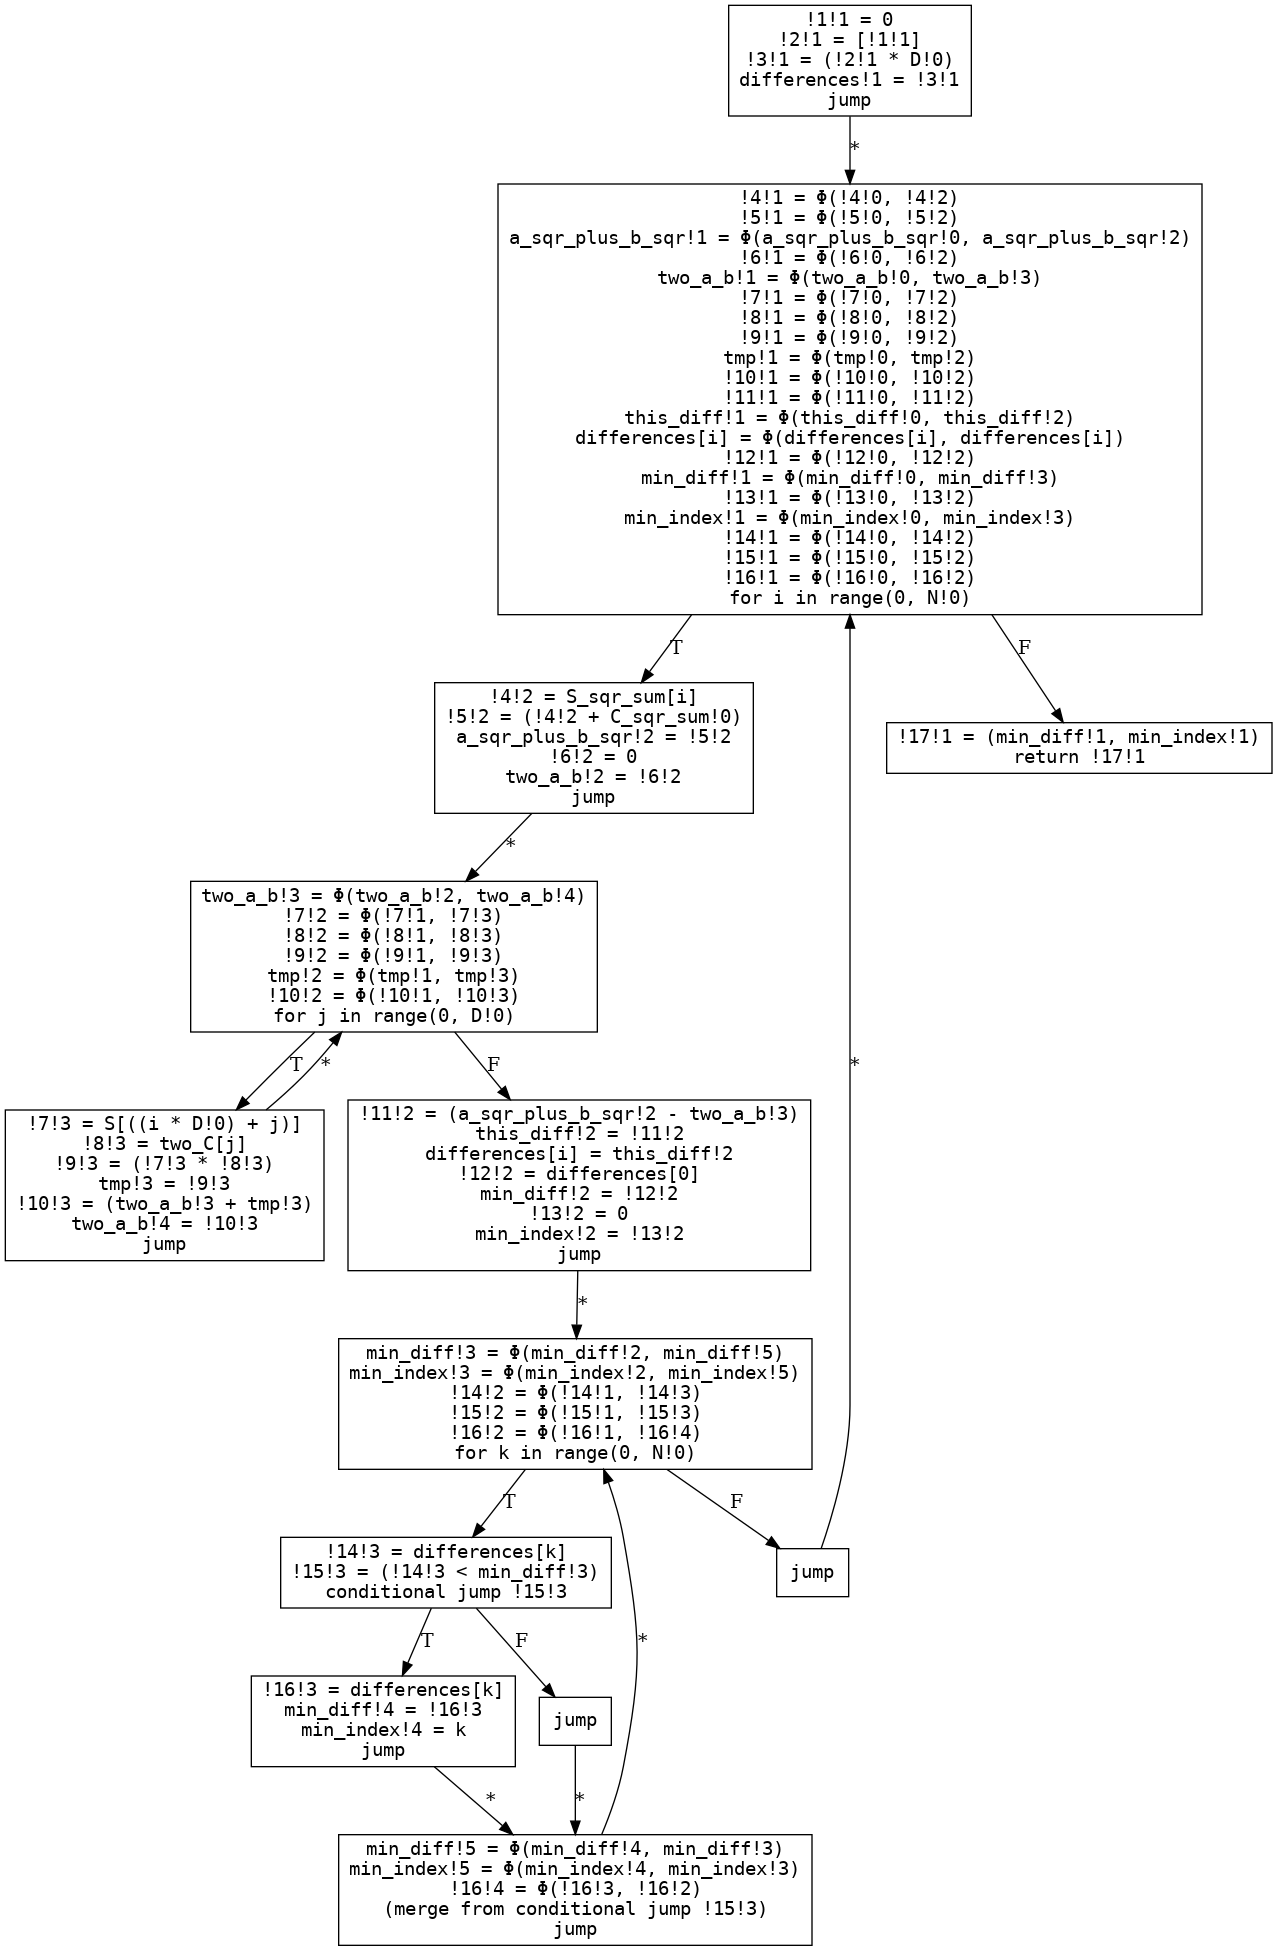 !1!1 = 0
!2!1 = [!1!1]
!3!1 = (!2!1 * D!0)
differences!1 = !3!1
jump
*
!4!1 = Φ(!4!0, !4!2)
!5!1 = Φ(!5!0, !5!2)
a_sqr_plus_b_sqr!1 = Φ(a_sqr_plus_b_sqr!0, a_sqr_plus_b_sqr!2)
!6!1 = Φ(!6!0, !6!2)
two_a_b!1 = Φ(two_a_b!0, two_a_b!3)
!7!1 = Φ(!7!0, !7!2)
!8!1 = Φ(!8!0, !8!2)
!9!1 = Φ(!9!0, !9!2)
tmp!1 = Φ(tmp!0, tmp!2)
!10!1 = Φ(!10!0, !10!2)
!11!1 = Φ(!11!0, !11!2)
this_diff!1 = Φ(this_diff!0, this_diff!2)
differences[i] = Φ(differences[i], differences[i])
!12!1 = Φ(!12!0, !12!2)
min_diff!1 = Φ(min_diff!0, min_diff!3)
!13!1 = Φ(!13!0, !13!2)
min_index!1 = Φ(min_index!0, min_index!3)
!14!1 = Φ(!14!0, !14!2)
!15!1 = Φ(!15!0, !15!2)
!16!1 = Φ(!16!0, !16!2)
for i in range(0, N!0)
T
F
!4!2 = S_sqr_sum[i]
!5!2 = (!4!2 + C_sqr_sum!0)
a_sqr_plus_b_sqr!2 = !5!2
!6!2 = 0
two_a_b!2 = !6!2
jump
!17!1 = (min_diff!1, min_index!1)
return !17!1
*
two_a_b!3 = Φ(two_a_b!2, two_a_b!4)
!7!2 = Φ(!7!1, !7!3)
!8!2 = Φ(!8!1, !8!3)
!9!2 = Φ(!9!1, !9!3)
tmp!2 = Φ(tmp!1, tmp!3)
!10!2 = Φ(!10!1, !10!3)
for j in range(0, D!0)
T
*
F
*
!7!3 = S[((i * D!0) + j)]
!8!3 = two_C[j]
!9!3 = (!7!3 * !8!3)
tmp!3 = !9!3
!10!3 = (two_a_b!3 + tmp!3)
two_a_b!4 = !10!3
jump
!11!2 = (a_sqr_plus_b_sqr!2 - two_a_b!3)
this_diff!2 = !11!2
differences[i] = this_diff!2
!12!2 = differences[0]
min_diff!2 = !12!2
!13!2 = 0
min_index!2 = !13!2
jump
*
min_diff!3 = Φ(min_diff!2, min_diff!5)
min_index!3 = Φ(min_index!2, min_index!5)
!14!2 = Φ(!14!1, !14!3)
!15!2 = Φ(!15!1, !15!3)
!16!2 = Φ(!16!1, !16!4)
for k in range(0, N!0)
T
F
!14!3 = differences[k]
!15!3 = (!14!3 < min_diff!3)
conditional jump !15!3
jump
T
F
*
!16!3 = differences[k]
min_diff!4 = !16!3
min_index!4 = k
jump
jump
*
*
min_diff!5 = Φ(min_diff!4, min_diff!3)
min_index!5 = Φ(min_index!4, min_index!3)
!16!4 = Φ(!16!3, !16!2)
(merge from conditional jump !15!3)
jump